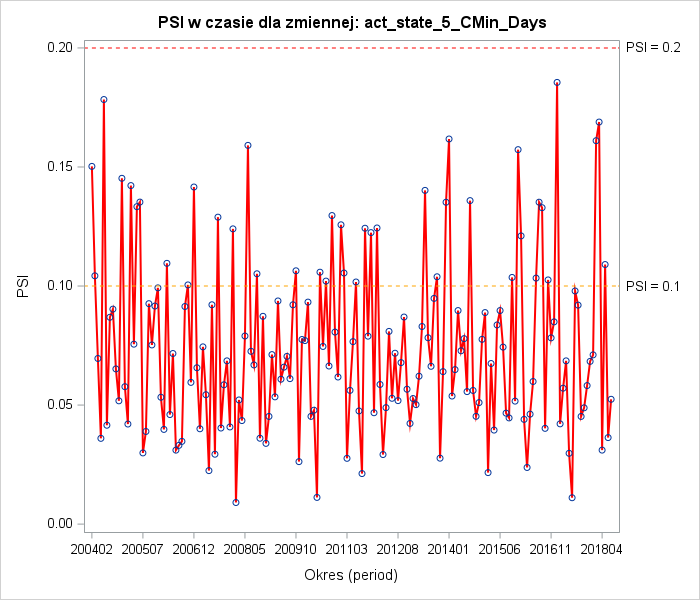 PSI w czasie dla zmiennej: act_state_5_CMin_Days
0.20
PSI = 0.2
0.15
PSI
0.10
PSI = 0.1
0.05
0.00
200402 200507 200612 200805 200910 201103 201208 201401 201506 201611 201804
Okres (period)